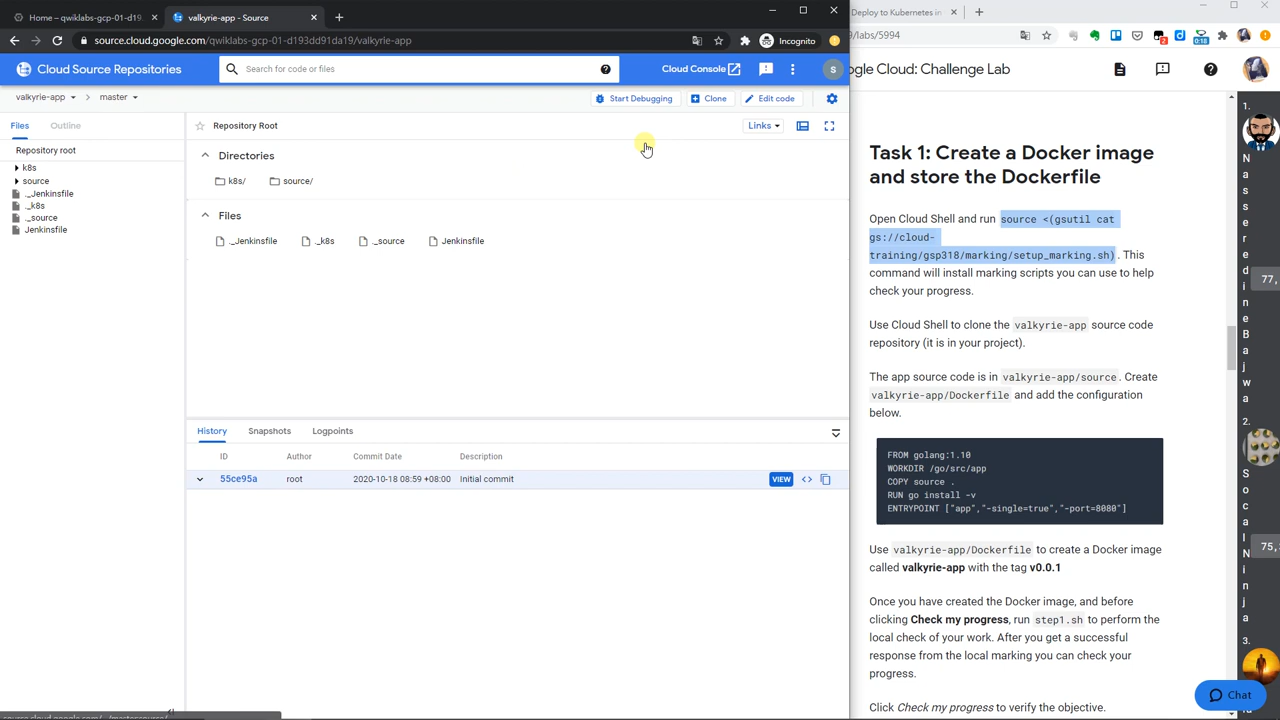 Home – qwiklabs-gcp-01-d19
valkyrie-app - Source
Deploy to Kubernetes in
source.cloud.google.com/qwiklabs-gcp-01-d193dd91da19/valkyrie-app
Incognito
/labs/5994
0:18
2
Cloud Source Repositories
Search for code or files
Cloud Console
S
ogle Cloud: Challenge Lab
valkyrie-app
master
Start Debugging
Clone
Edit code
Files
Outline
Repository Root
Links
Repository root
k8s
source
._Jenkinsfile
._k8s
._source
Jenkinsfile
Directories
k8s/
source/
Files
._Jenkinsfile
._k8s
._source
Jenkinsfile
History
Snapshots
Logpoints
ID
Author
Commit Date
Description
55ce95a
root
2020-10-18 08:59 +08:00
Initial commit
VIEW
Task 1: Create a Docker image
and store the Dockerfile
Open Cloud Shell and run source <(gsutil cat
gs://cloud-
training/gsp318/marking/setup_marking.sh) . This
command will install marking scripts you can use to help
check your progress.
Use Cloud Shell to clone the valkyrie-app source code
repository (it is in your project).
The app source code is in valkyrie-app/source . Create
valkyrie-app/Dockerfile and add the configuration
below.
FROM golang:1.10
WORKDIR /go/src/app
COPY source .
RUN go install -v
ENTRYPOINT ["app","-single=true","-port=8080"]
Use valkyrie-app/Dockerfile to create a Docker image
called valkyrie-app with the tag v0.0.1
Once you have created the Docker image, and before
clicking Check my progress, run step1.sh to perform the
local check of your work. After you get a successful
response from the local marking you can check your
progress.
Click Check my progress to verify the objective.
Chat
1.
N
a
s
s
e
r
e
d
i
n
e
B
a
j
w
a
77,
2.
S
o
c
a
l
N
i
n
j
a
75,
3.